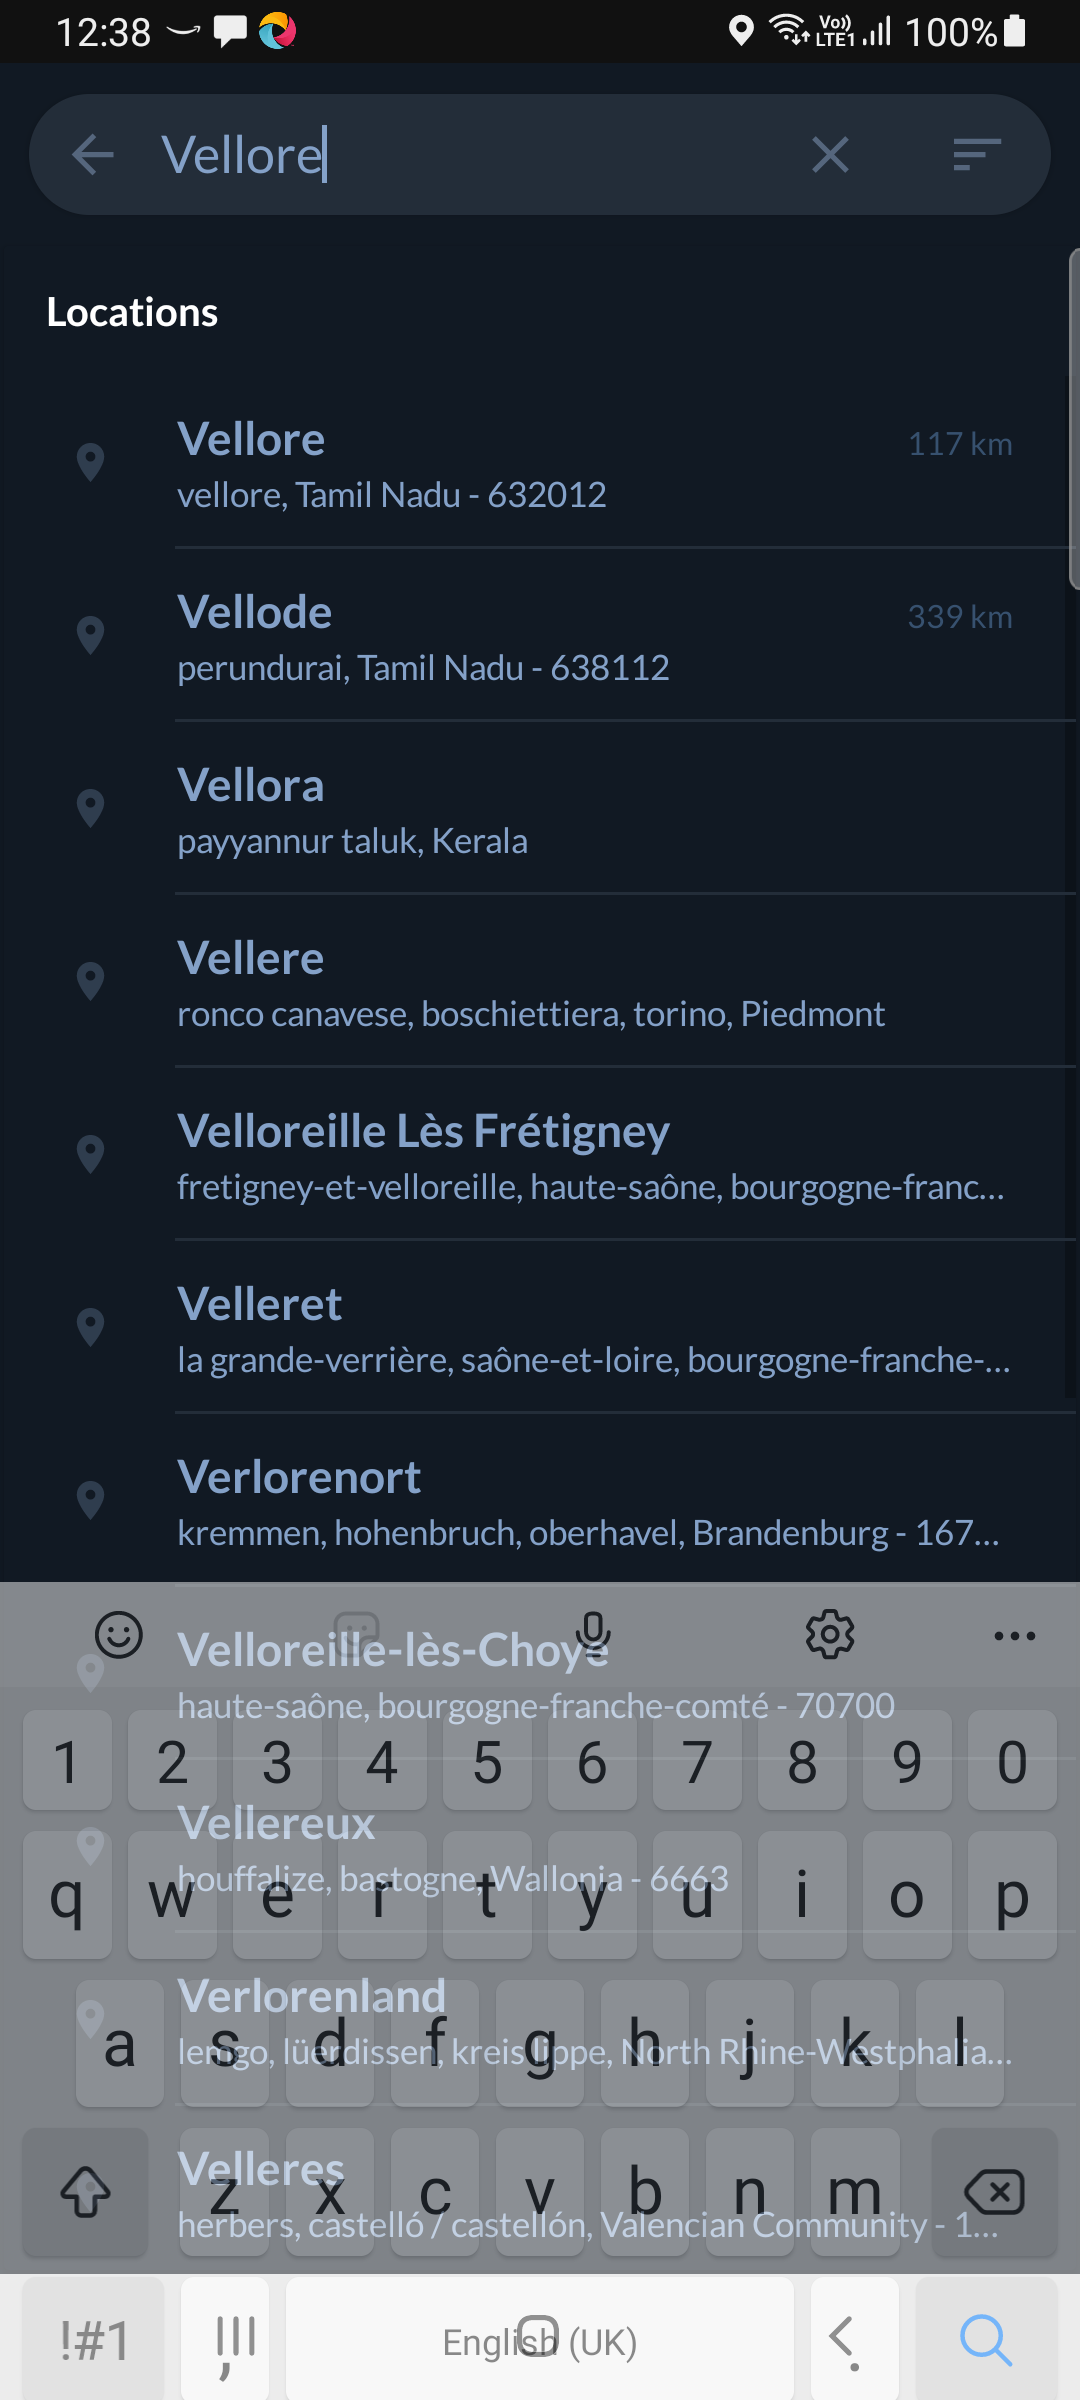 12:38
Vo))
LTE1
100%
Vellore
Locations
Vellore
117 km
vellore, Tamil Nadu - 632012
Vellode
339 km
perundurai, Tamil Nadu - 638112
Vellora
payyannur taluk, Kerala
Vellere
ronco canavese, boschiettiera, torino, Piedmont
Velloreille Lès Frétigney
fretigney-et-velloreille, haute-saône, bourgogne-franc...
Velleret
la grande-verrière, saône-et-loire, bourgogne-franche-...
Verlorenort
kremmen, hohenbruch, oberhavel, Brandenburg - 167...
Velloreille-lès-Choye
haute-saône, bourgogne-franche-comté - 70700
1 2 3 4 5 6 7 8 9 0
Vellereux
houffalize, bastogne, Wallonia - 6663
q w e r t y u i o p
Verlorenland
lemgo, lüerdissen, kreis lippe, North Rhine-Westphalia...
a s d f g h j k l
Velleres
z x c v b n m
herbers, castelló / castellón, Valencian Community - 1...
!#1 , English (UK) .